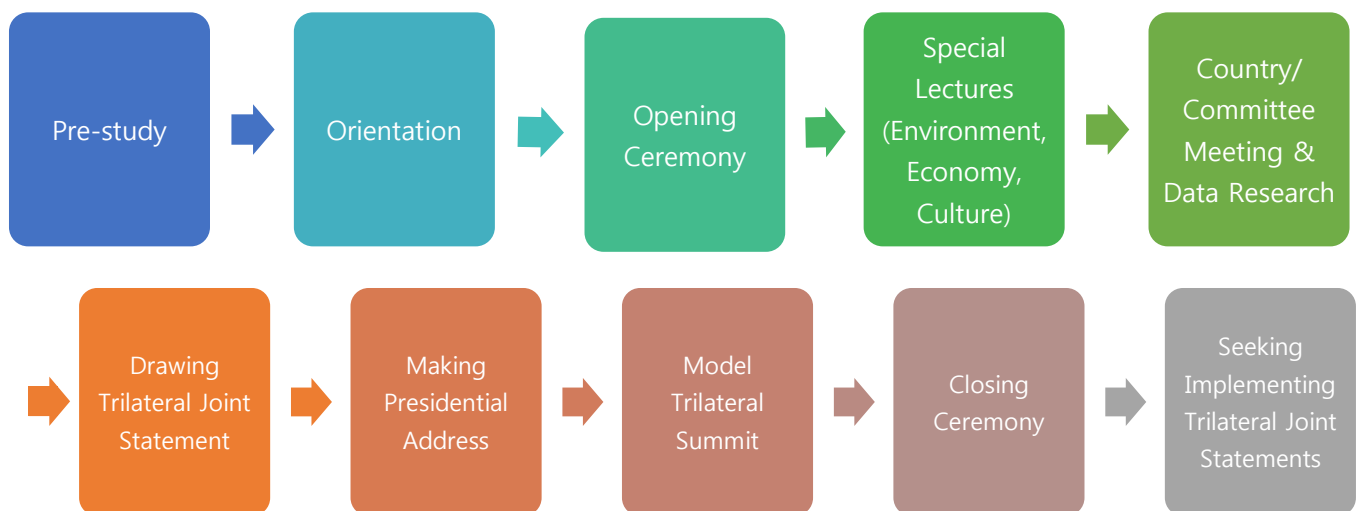 Pre-study
Orientation
Opening
Ceremony
Special
Lectures
(Environment,
Economy,
Culture)
Country/
Committee
Meeting &
Data Research
Drawing
Trilateral Joint
Statement
Making
Presidential
Address
Model
Trilateral
Summit
Closing
Ceremony
Seeking
Implementing
Trilateral Joint
Statements